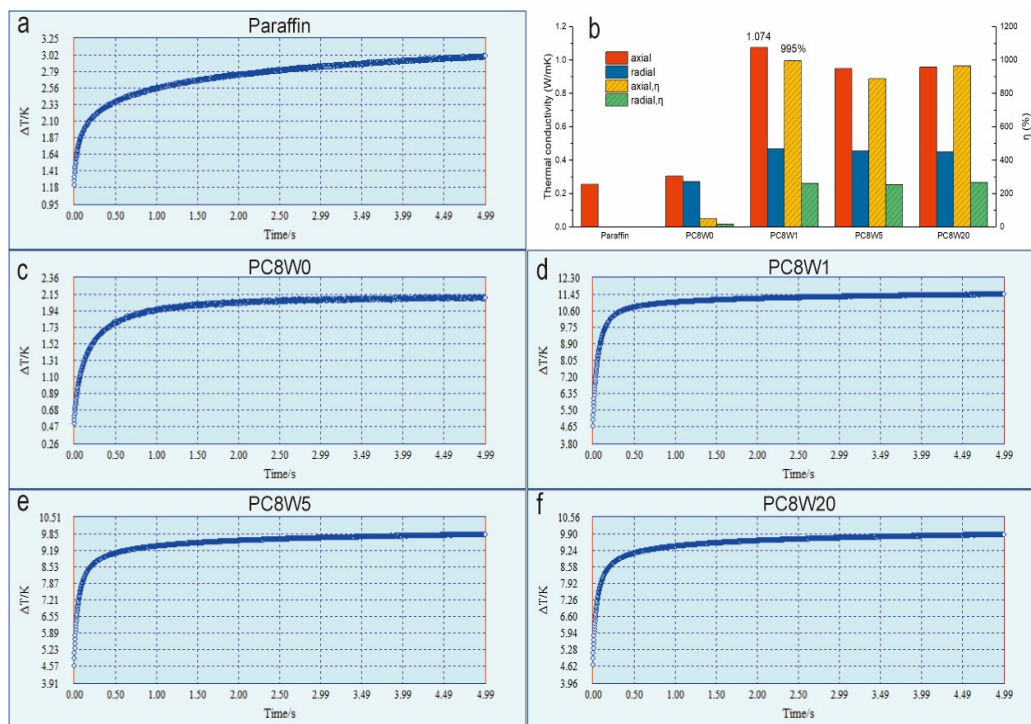 a
Paraffin
3.25
3.02
2.79
2.56
2.33
2.10
1.87
1.64
1.41
1.18
0.95
ΔT/K
0.00 0.50 1.00 1.50 2.00 2.50 2.99 3.49 3.99 4.49 4.99
Time/s
b
1.2
1.0
0.8
0.6
0.4
0.2
0.0
Thermal conductivity (W/mK)
axial
radial
axial,η
radial,η
1.074 995%
1200
1000
800
600
400
200
0
η (%)
Paraffin PC8W0 PC8W1 PC8W5 PC8W20
c
PC8W0
2.36
2.15
1.94
1.73
1.52
1.31
1.10
0.89
0.68
0.47
0.26
ΔT/K
0.00 0.50 1.00 1.50 2.00 2.50 2.99 3.49 3.99 4.49 4.99
Time/s
d
PC8W1
12.30
11.45
10.60
9.75
8.90
8.05
7.20
6.35
5.50
4.65
3.80
ΔT/K
0.00 0.50 1.00 1.50 2.00 2.50 2.99 3.49 3.99 4.49 4.99
Time/s
e
PC8W5
10.51
9.85
9.19
8.53
7.87
7.21
6.55
5.89
5.23
4.57
3.91
ΔT/K
0.00 0.50 1.00 1.50 2.00 2.50 2.99 3.49 3.99 4.49 4.99
Time/s
f
PC8W20
10.56
9.90
9.24
8.58
7.92
7.26
6.60
5.94
5.28
4.62
3.96
ΔT/K
0.00 0.50 1.00 1.50 2.00 2.50 2.99 3.49 3.99 4.49 4.99
Time/s